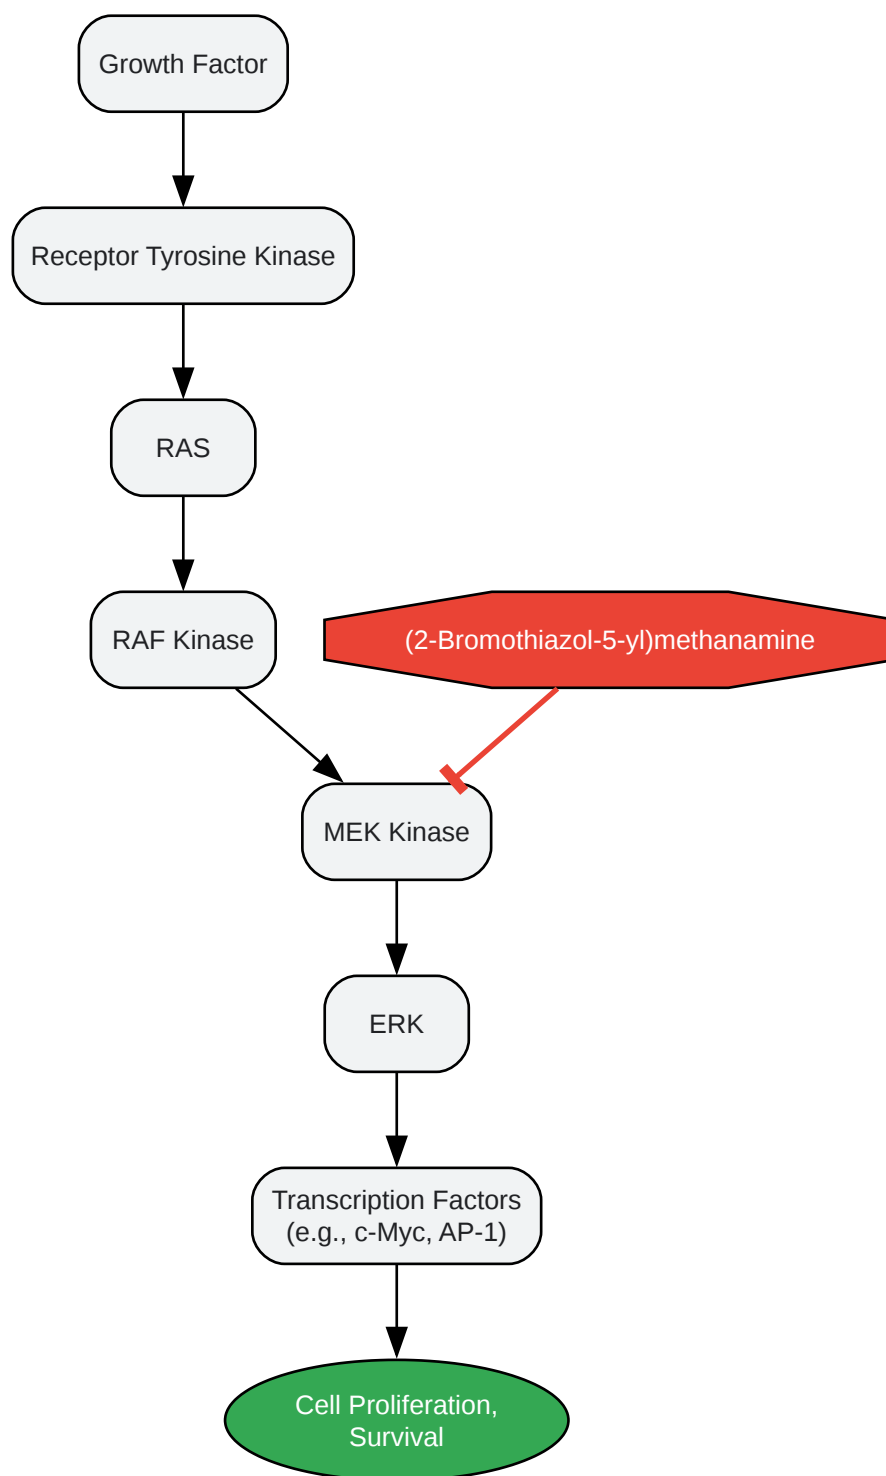 Growth Factor
Receptor Tyrosine Kinase
RAS
RAF Kinase
(2-Bromothiazol-5-yl)methanamine
MEK Kinase
ERK
Transcription Factors
(e.g., c-Myc, AP-1)
Cell Proliferation,
Survival